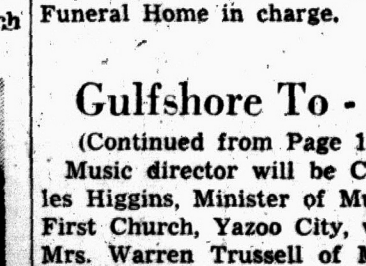 Funeral Home in charge.
Gulfshore To -
(Continued from Page 1
Music director will be C
les Higgins, Minister of Mu
First Church, Yazoo City,
Mrs. Warren Trussell of M